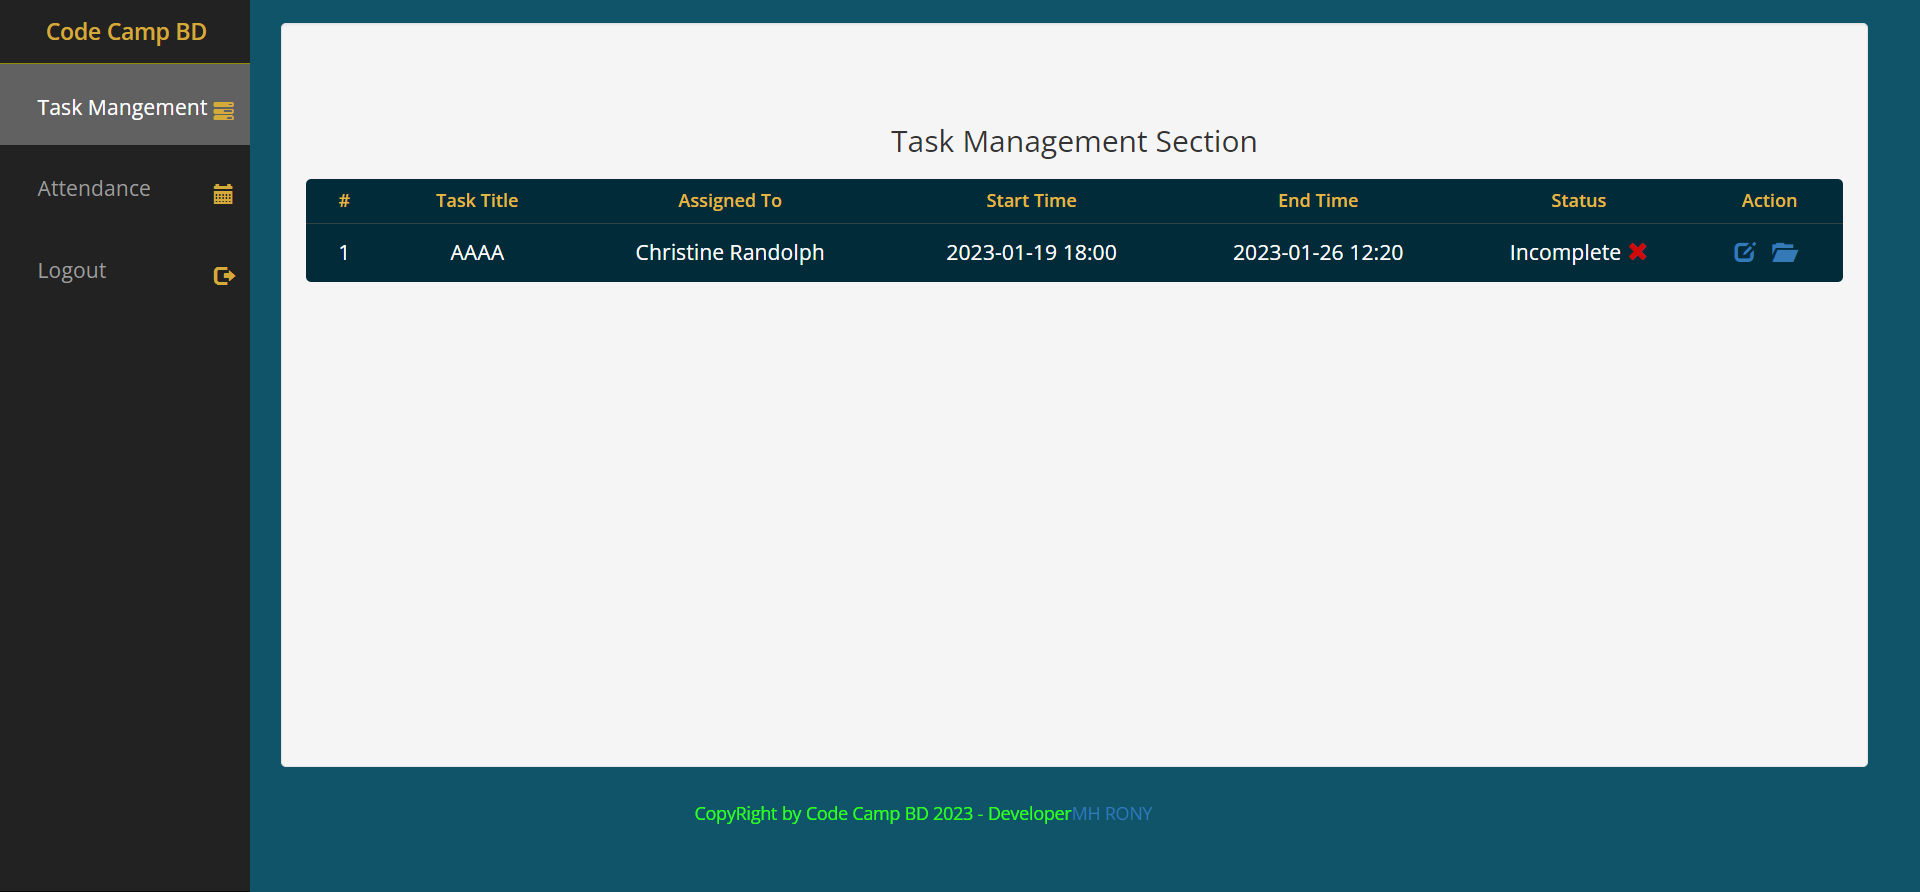 Code Camp BD
Task Mangement
Attendance
Logout
Task Management Section
# Task Title Assigned To Start Time End Time Status Action
1 AAAA Christine Randolph 2023-01-19 18:00 2023-01-26 12:20 Incomplete
CopyRight by Code Camp BD 2023 - DeveloperMH RONY